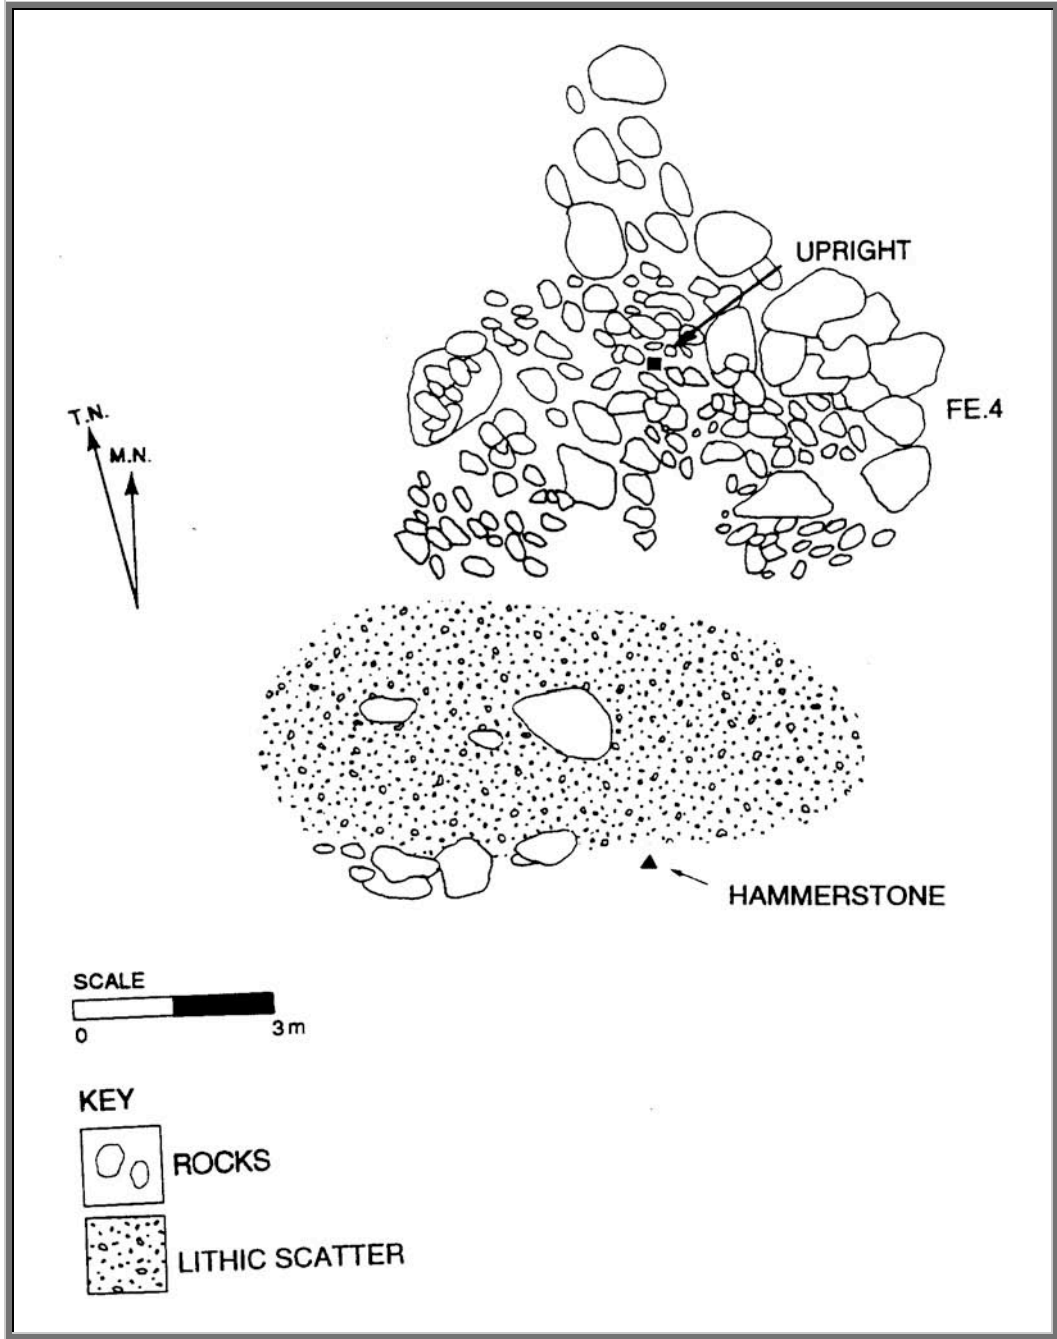 UPRIGHT
FE.4
T.N.
M.N.
HAMMERSTONE
SCALE
0 3m
KEY
ROCKS
LITHIC SCATTER